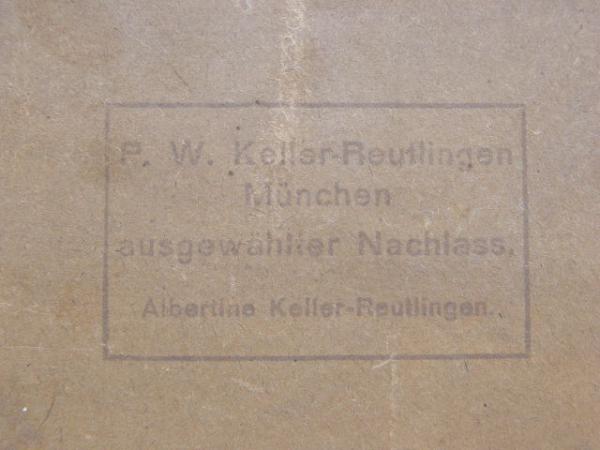 P. W. Keller-Reutlingen
München
ausgewählter Nachlass.
Albertine Keller-Reutlingen.